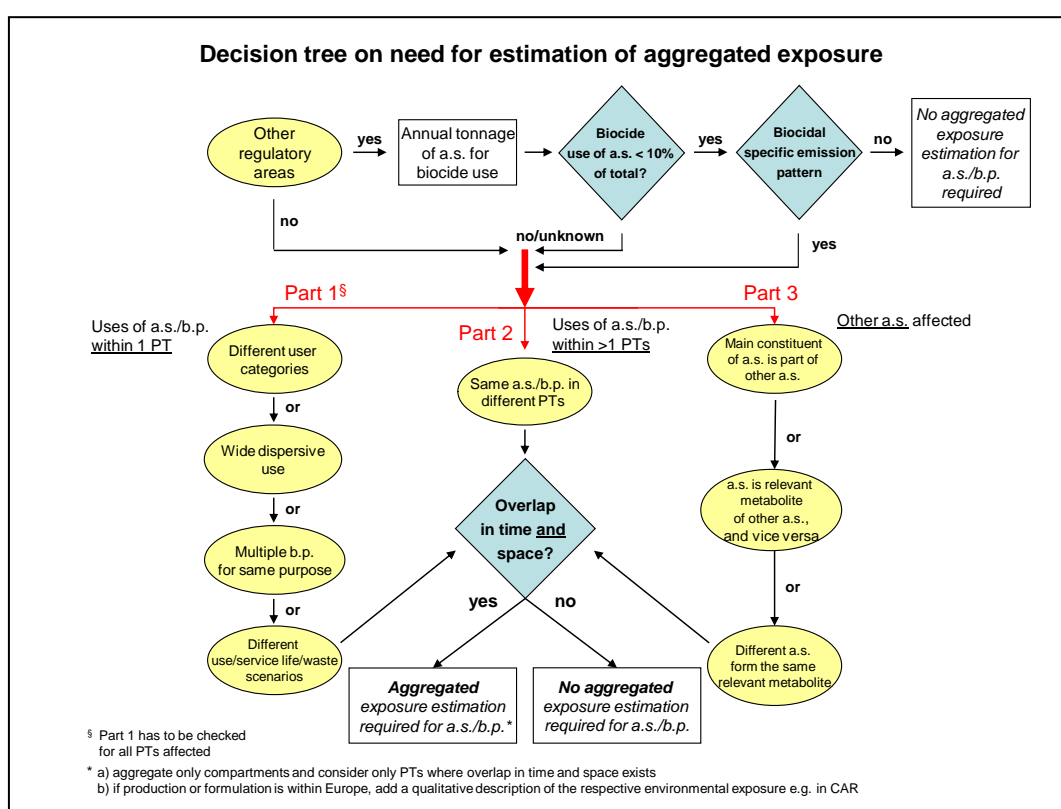 Decision tree on need for estimation of aggregated exposure
Other
regulatory
areas
yes
Annual tonnage
of a.s. for
biocide use
Biocide
use of a.s. < 10%
of total?
yes
Biocidal
specific emission
pattern
no
No aggregated
exposure
estimation for
a.s./b.p.
required
no
no/unknown
yes
Part 1§
Part 2
Part 3
Uses of a.s./b.p.
within 1 PT
Uses of a.s./b.p.
within >1 PTs
Other a.s. affected
Different user
categories
or
Wide dispersive
use
or
Multiple b.p.
for same purpose
or
Different
use/service life/waste
scenarios
Same a.s./b.p. in
different PTs
Overlap
in time and
space?
yes
no
Main constituent
of a.s. is part of
other a.s.
or
a.s. is relevant
metabolite
of other a.s.,
and vice versa
or
Different a.s.
form the same
relevant metabolite
Aggregated
exposure estimation
required for a.s./b.p.*
No aggregated
exposure estimation
required for a.s./b.p.
§ Part 1 has to be checked
for all PTs affected
* a) aggregate only compartments and consider only PTs where overlap in time and space exists
b) if production or formulation is within Europe, add a qualitative description of the respective environmental exposure e.g. in CAR